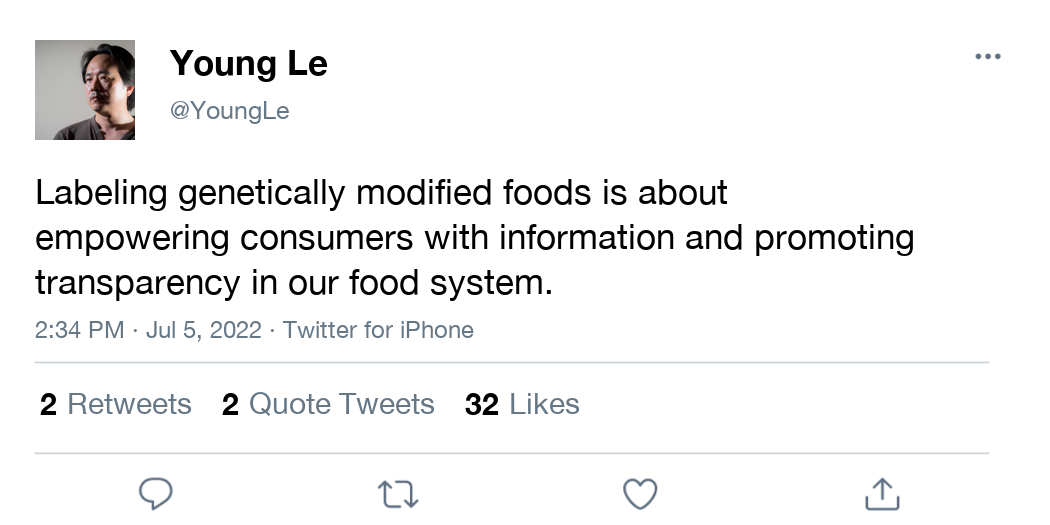 Young Le
@YoungLe
Labeling genetically modified foods is about
empowering consumers with information and promoting
transparency in our food system.
2:34 PM · Jul 5, 2022 · Twitter for iPhone
2 Retweets 2 Quote Tweets 32 Likes